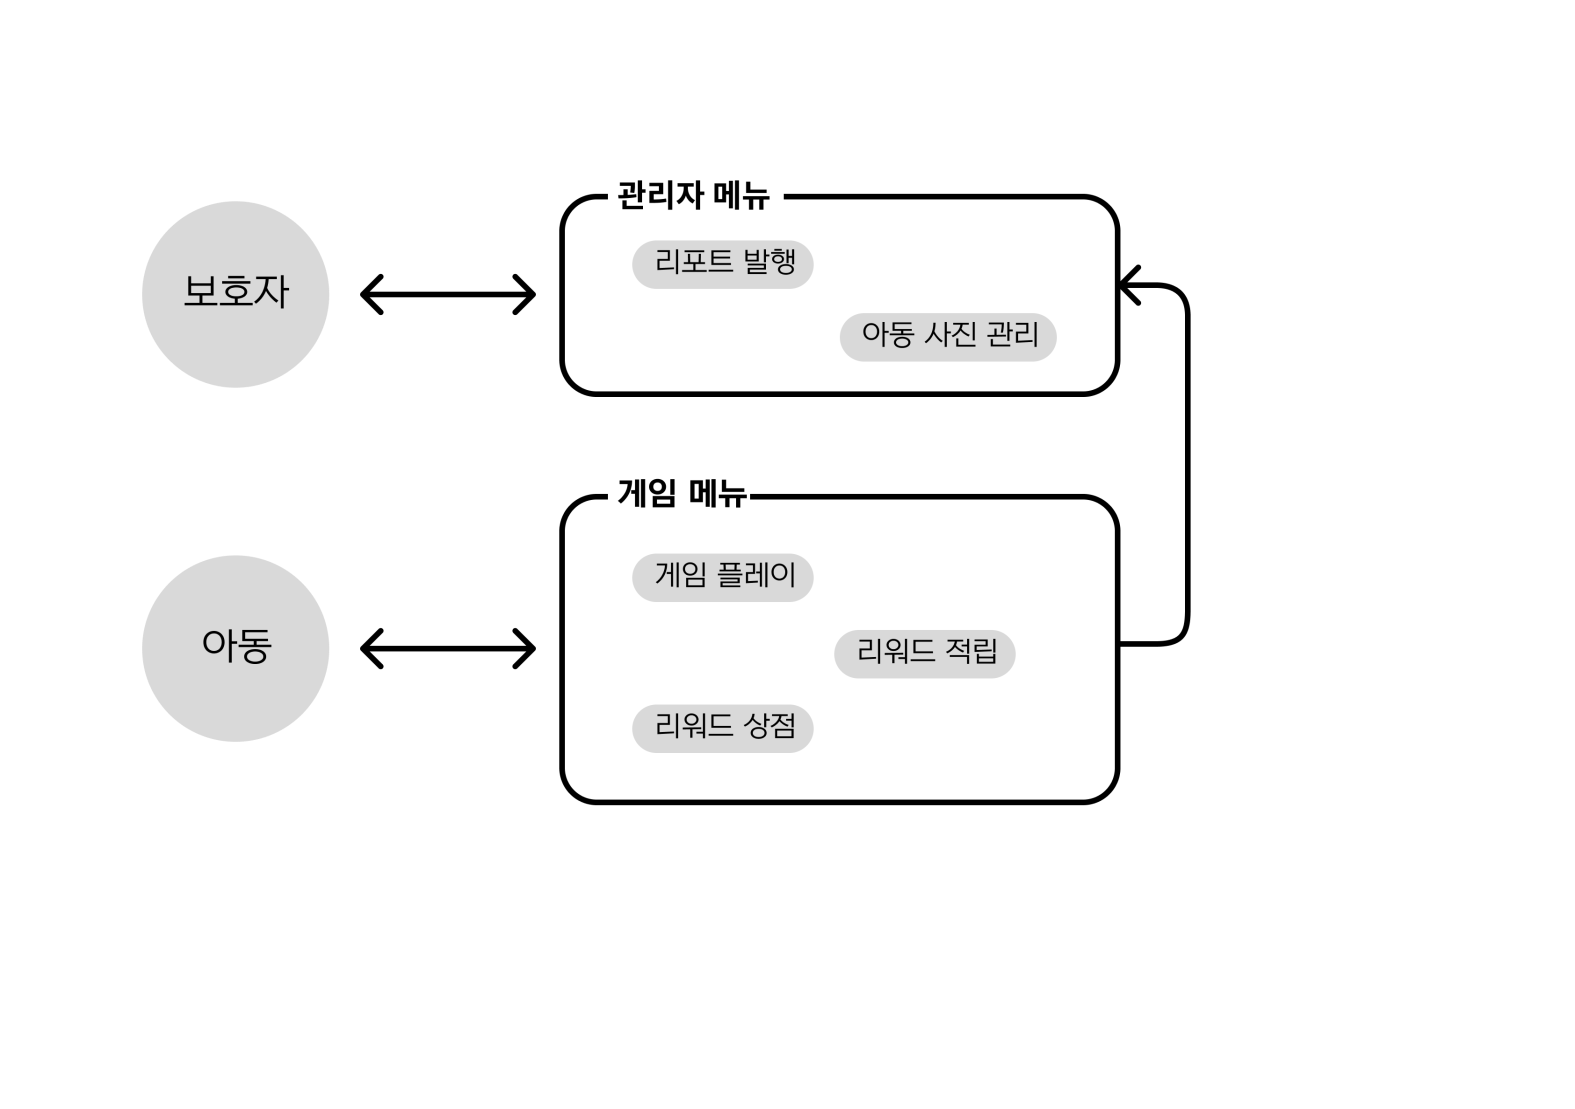 관리자 메뉴
리포트 발행
보호자
아동 사진 관리
게임 메뉴
게임 플레이
아동
리워드 적립
리워드 상점